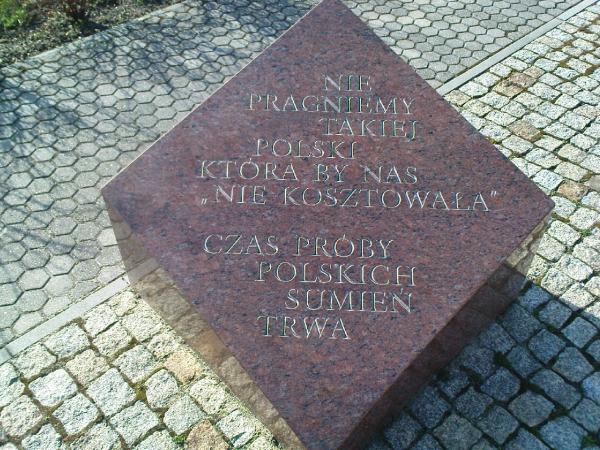 NIE
PRAGNIEMY
TAKIEJ
POLSKI
KTÓRA BY NAS
„NIE KOSZTOWAŁA"
CZAS PRÓBY
POLSKICH
SUMIEŃ
TRWA